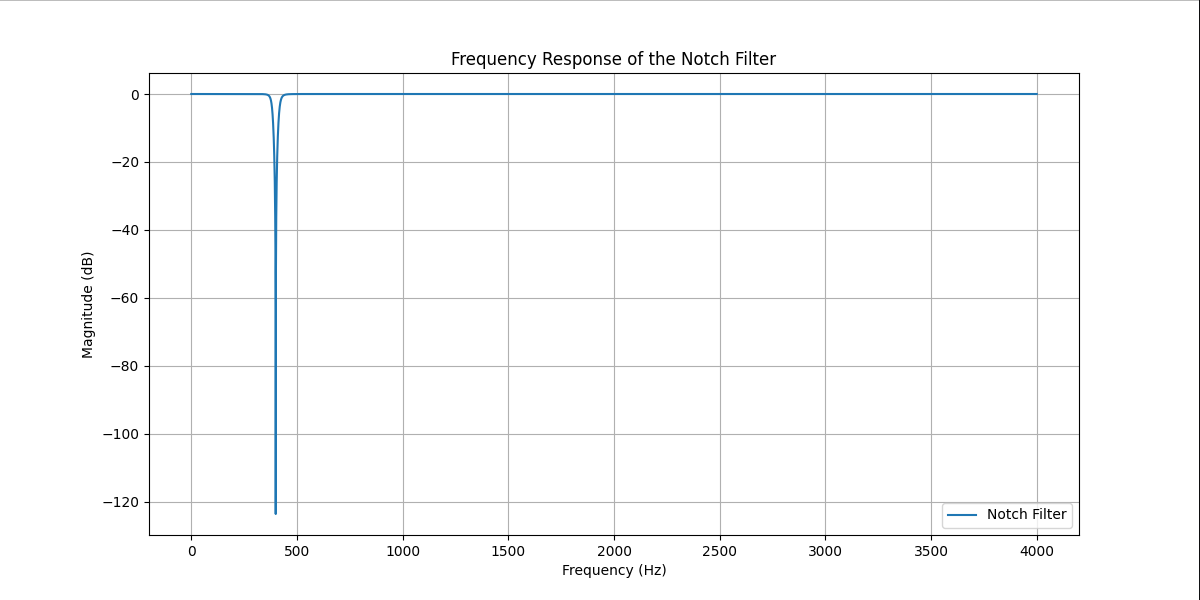 Frequency Response of the Notch Filter
0
−20
−40
−60
−80
−100
−120
Magnitude (dB)
Notch Filter
0 500 1000 1500 2000 2500 3000 3500 4000
Frequency (Hz)